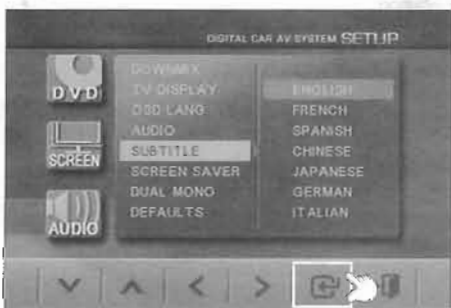 DIGITAL CAR AV SYSTEM SETUP
DVD
SCREEN
AUDIO
DOWNMIX
TV DISPLAY
OSD LANG
AUDIO
SUBTITLE
SCREEN SAVER
DUAL MONO
DEFAULTS
ENGLISH
FRENCH
SPANISH
CHINESE
JAPANESE
GERMAN
ITALIAN